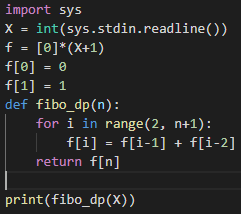 import sys
X = int(sys.stdin.readline())
f = [0]*(X+1)
f[0] = 0
f[1] = 1
def fibo_dp(n):
    for i in range(2, n+1):
        f[i] = f[i-1] + f[i-2]
    return f[n]

print(fibo_dp(X))